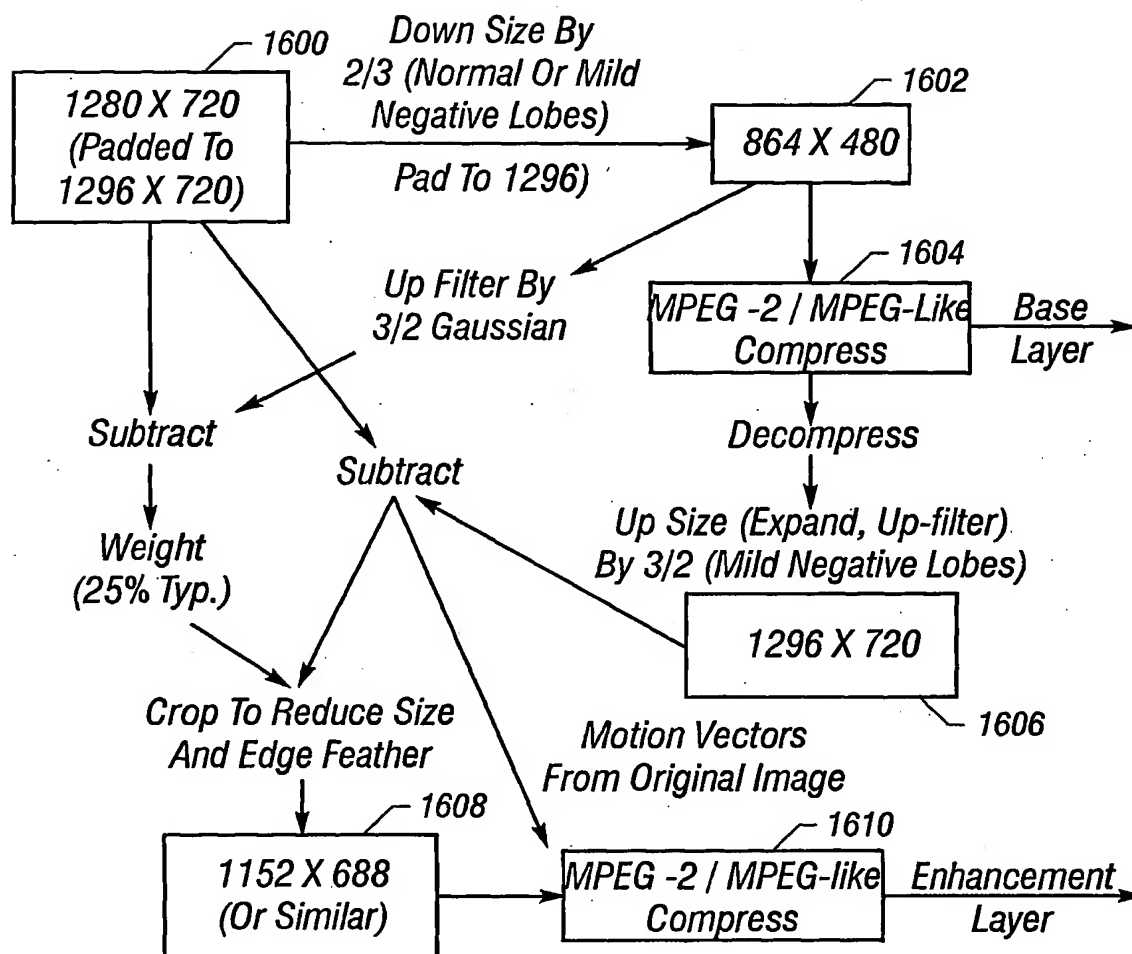 1600
1280 X 720
(Padded To
1296 X 720)
Down Size By
2/3 (Normal Or Mild
Negative Lobes)
Pad To 1296)
1602
864 X 480
Up Filter By
3/2 Gaussian
1604
MPEG -2 / MPEG-Like
Compress
Base
Layer
Subtract
Subtract
Decompress
Weight
(25% Typ.)
Up Size (Expand, Up-filter)
By 3/2 (Mild Negative Lobes)
1296 X 720
1606
Crop To Reduce Size
And Edge Feather
Motion Vectors
From Original Image
1608
1152 X 688
(Or Similar)
1610
MPEG -2 / MPEG-like
Compress
Enhancement
Layer